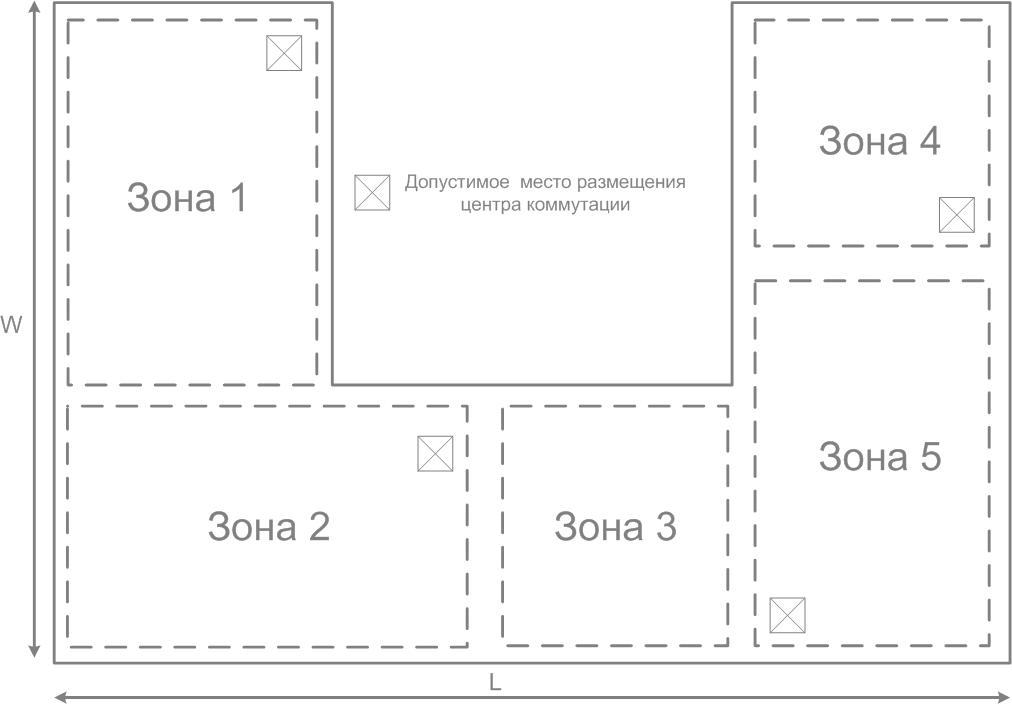 Зона 1
Допустимое место размещения
центра коммутации
Зона 4
W
Зона 5
Зона 2
Зона 3
L